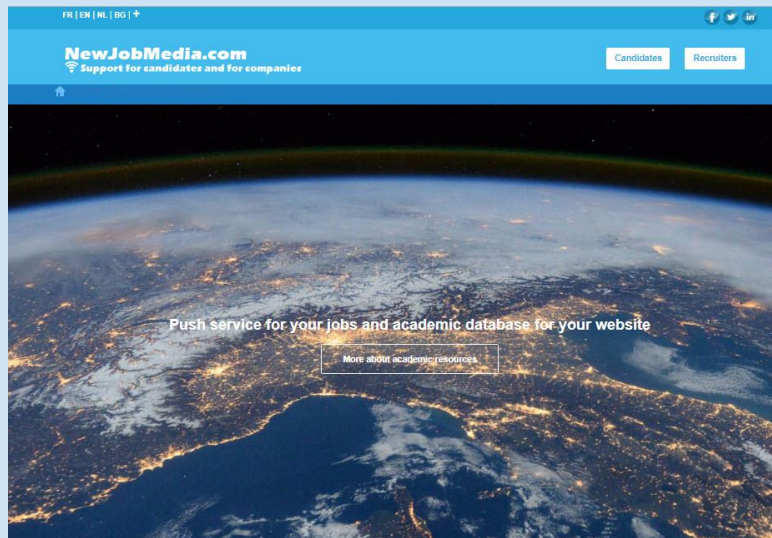 FR | EN | NL | BG | +
NewJobMedia.com
Support for candidates and for companies
Candidates
Recruiters
Push service for your jobs and academic database for your website
More about academic resources